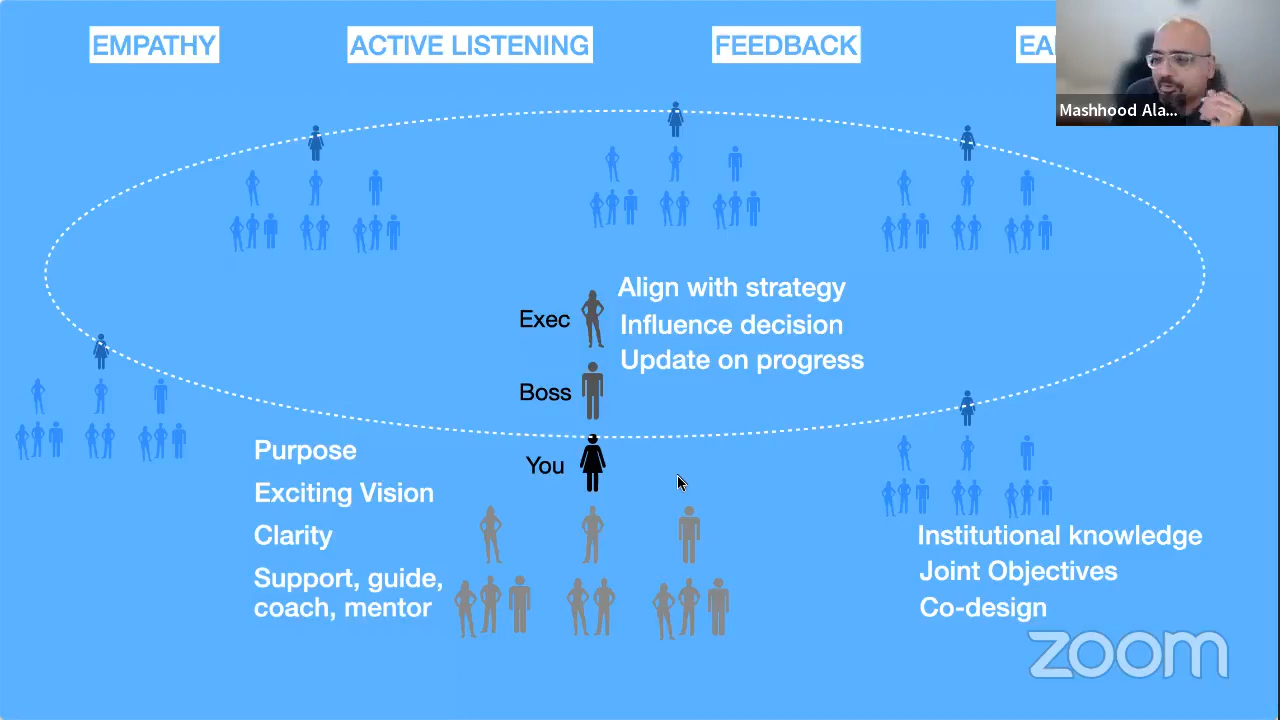 EMPATHY
ACTIVE LISTENING
FEEDBACK
Mashhood Ala...
Align with strategy
Exec
Influence decision
Update on progress
Boss
Purpose
You
Exciting Vision
Clarity
Support, guide,
coach, mentor
Institutional knowledge
Joint Objectives
Co-design
zoom